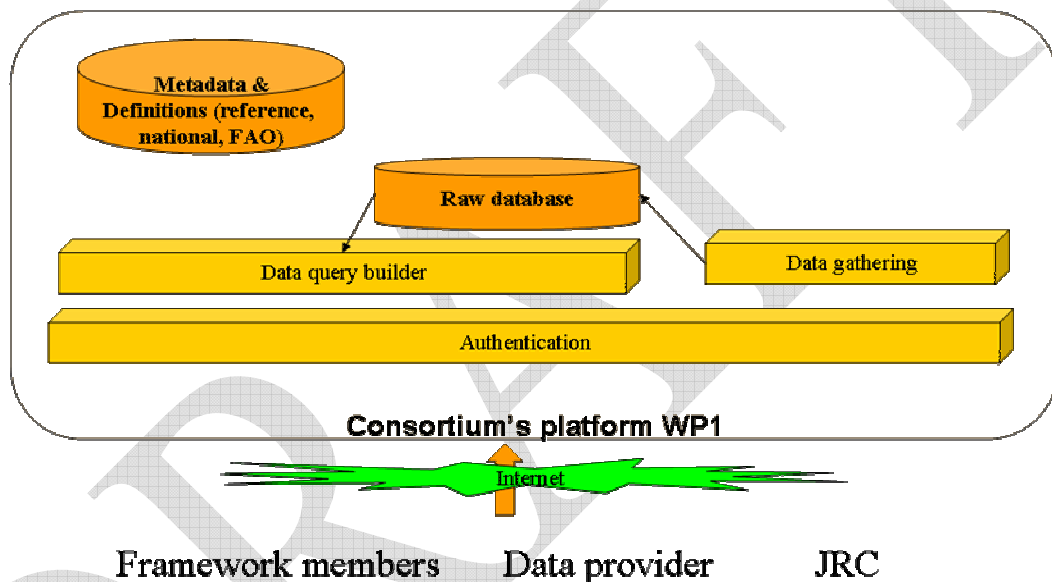 Metadata &
Definitions (reference,
national, FAO)
Raw database
Data query builder
Data gathering
Authentication
Consortium's platform WP1
Internet
Framework members Data provider JRC
DRAFT